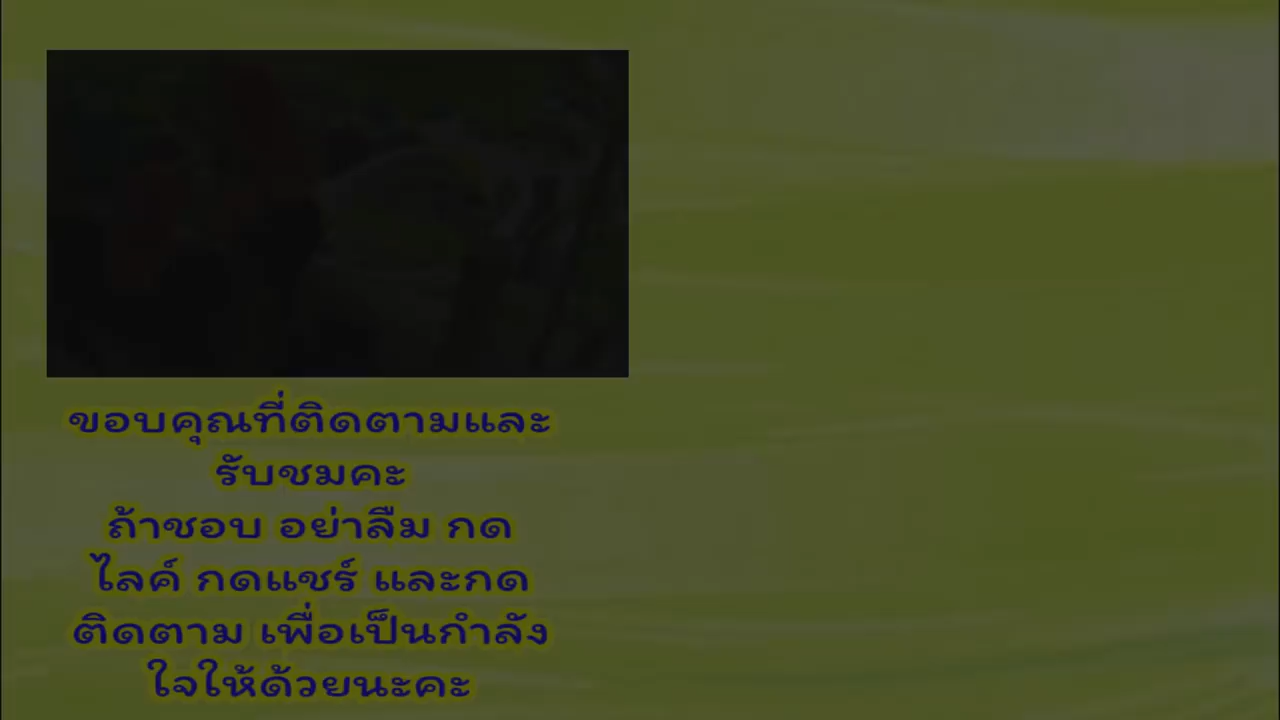 ขอบคุณที่ติดตามและ
รับชมคะ
ถ้าชอบ อย่าลืม กด
ไลค์ กดแชร์ และกด
ติดตาม เพื่อเป็นกำลัง
ใจให้ด้วยนะคะ